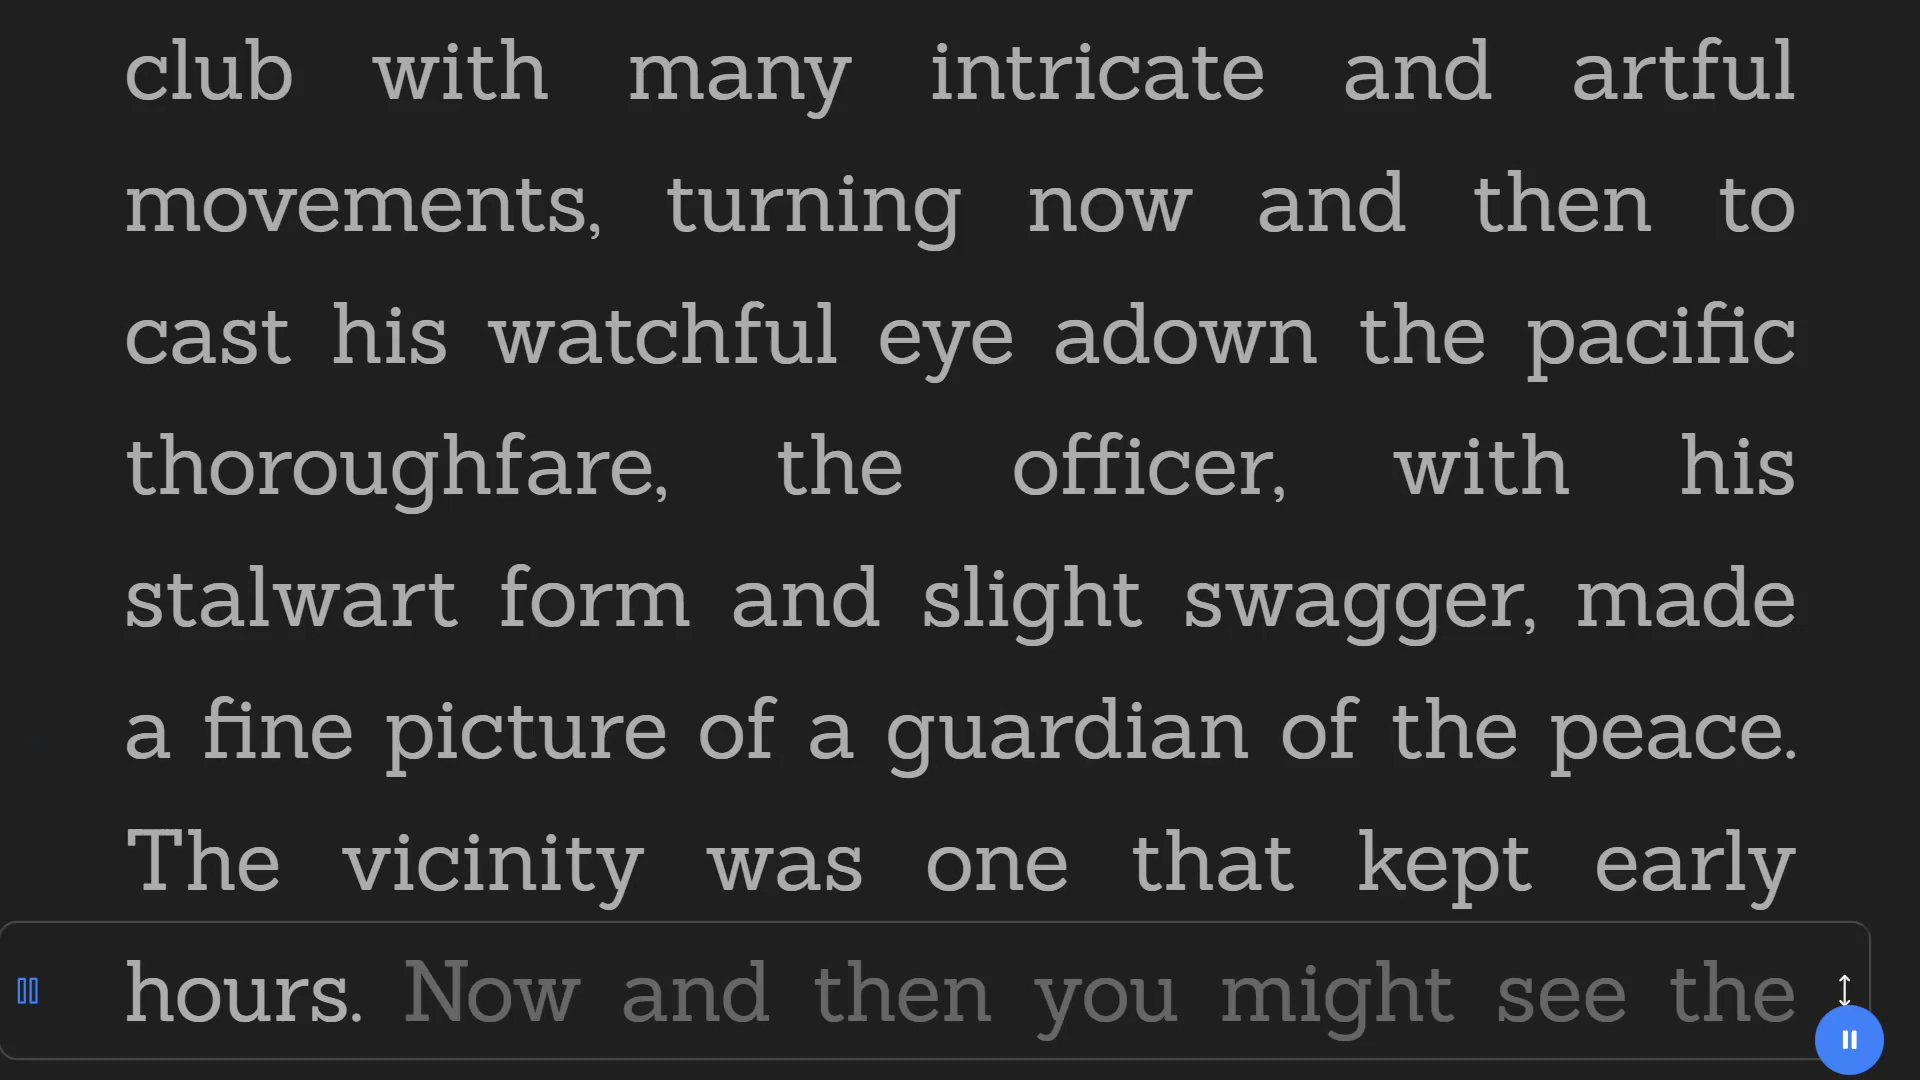 club with many intricate and artful
movements, turning now and then to
cast his watchful eye adown the pacific
thoroughfare, the officer, with his
stalwart form and slight swagger, made
a fine picture of a guardian of the peace.
The vicinity was one that kept early
hours. Now and then you might see the